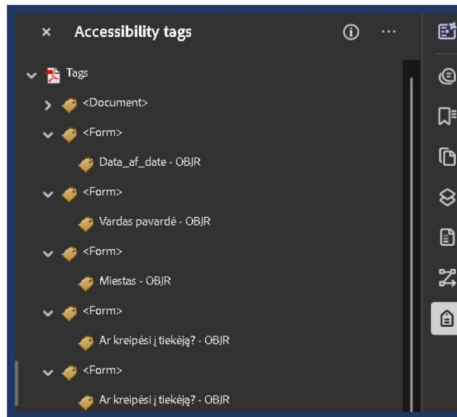 Accessibility tags
Tags
<Document>
<Form>
Data_af_date - OBJR
<Form>
Vardas pavardė - OBJR
<Form>
Miestas - OBJR
<Form>
Ar kreipėsi į tiekėją? - OBJR
<Form>
Ar kreipėsi į tiekėją? - OBJR